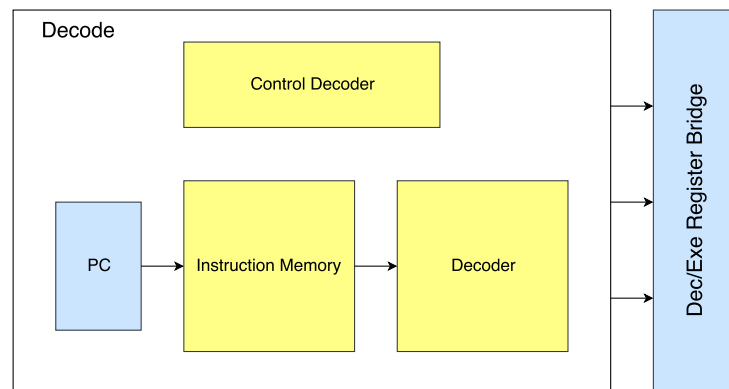 Decode
Control Decoder
PC
Instruction Memory
Decoder
Dec/Exe Register Bridge